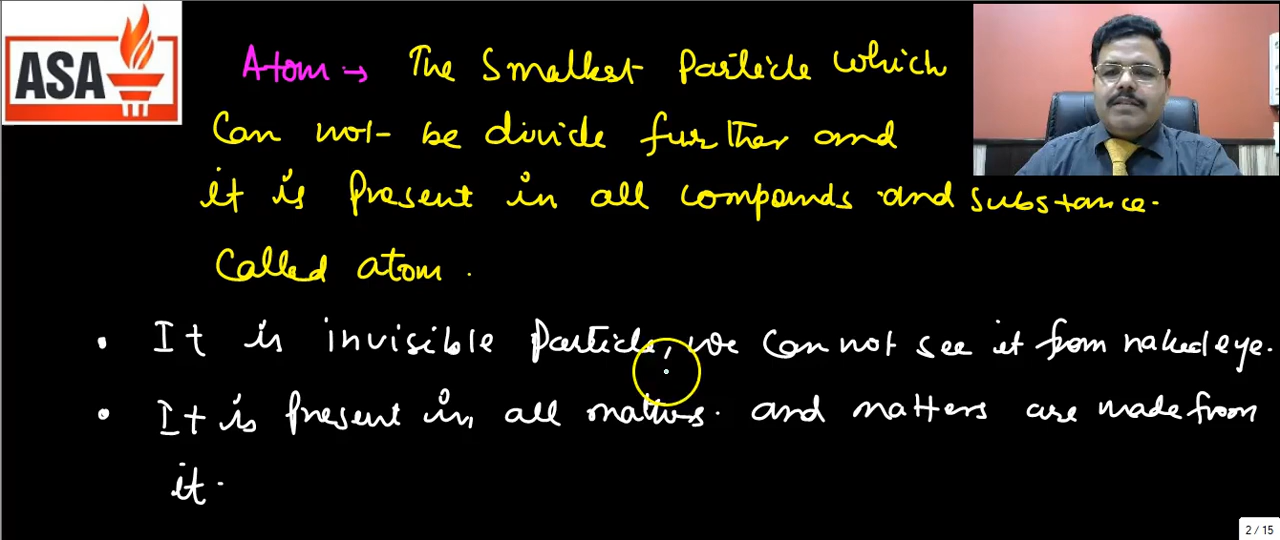 ASA
Atom → The Smallest Particle which
Can not be divide further and
it is Present in all compounds and substance.
Called atom.
• It is invisible Particle, we can not see it from naked eye.
• It is Present in all matters. and matters are made from
it.
2 / 15